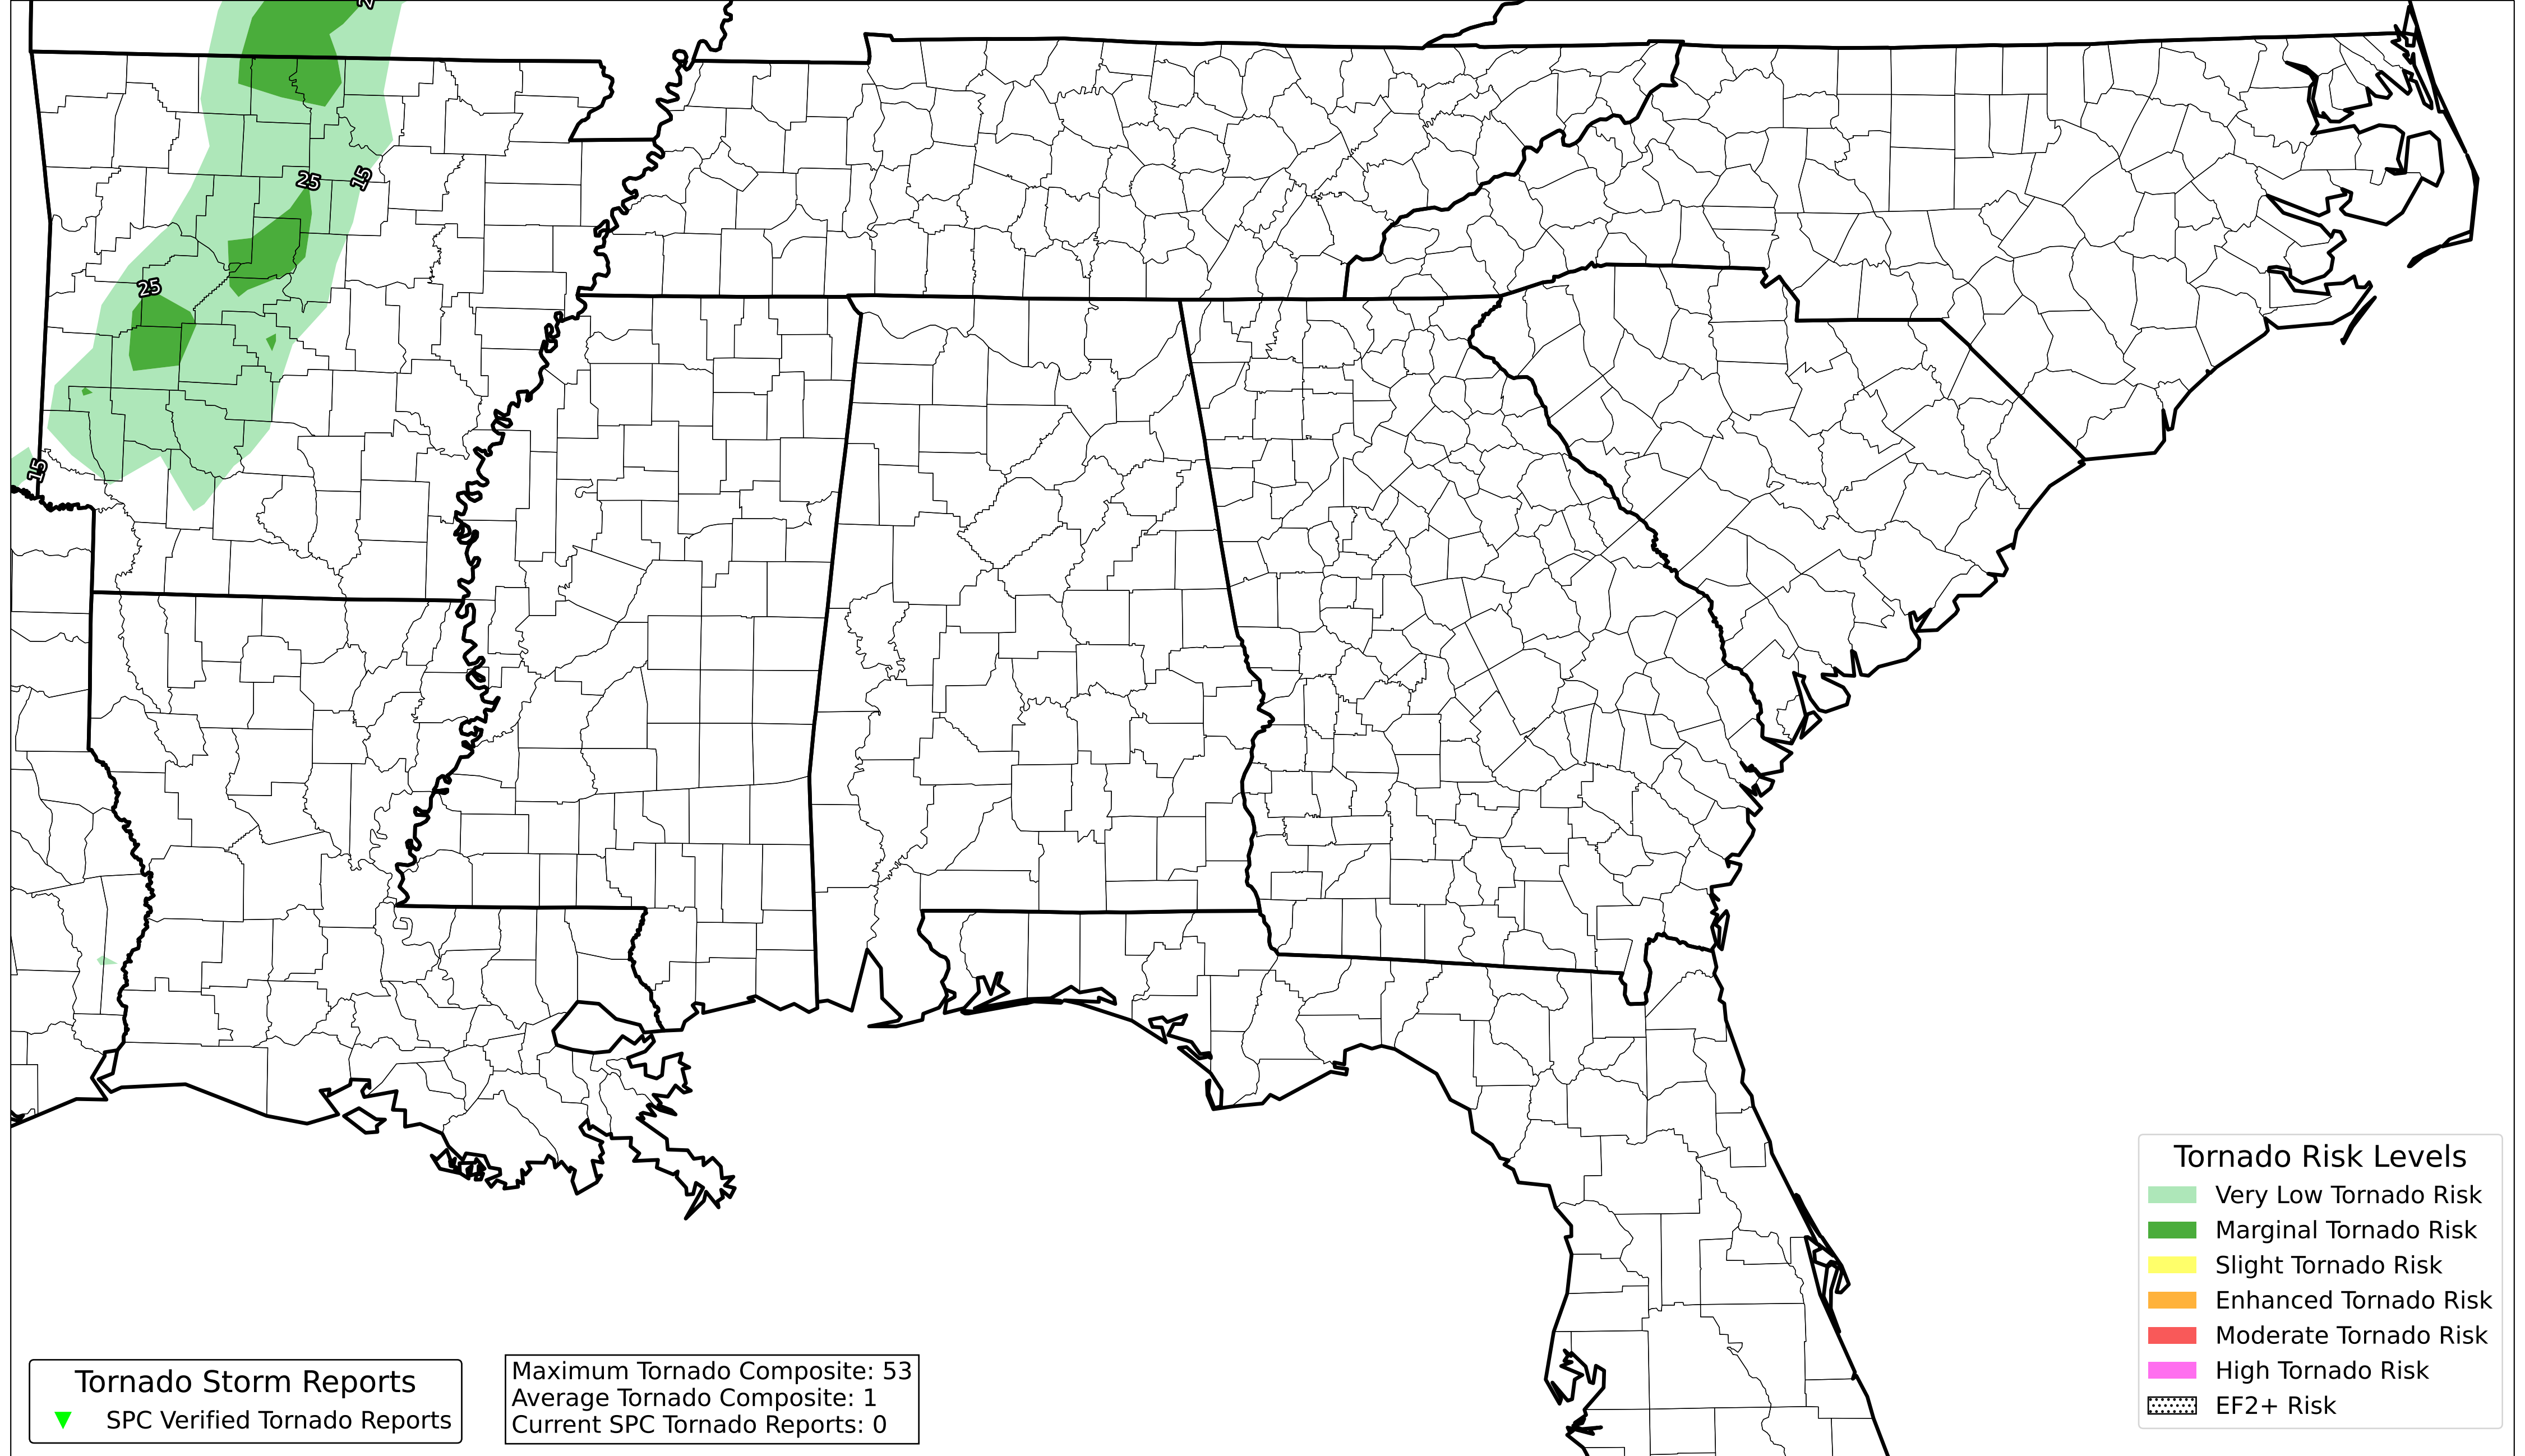 25
15
25
15
Tornado Risk Levels
Very Low Tornado Risk
Marginal Tornado Risk
Slight Tornado Risk
Enhanced Tornado Risk
Moderate Tornado Risk
High Tornado Risk
EF2+ Risk
Tornado Storm Reports
SPC Verified Tornado Reports
Maximum Tornado Composite: 53
Average Tornado Composite: 1
Current SPC Tornado Reports: 0